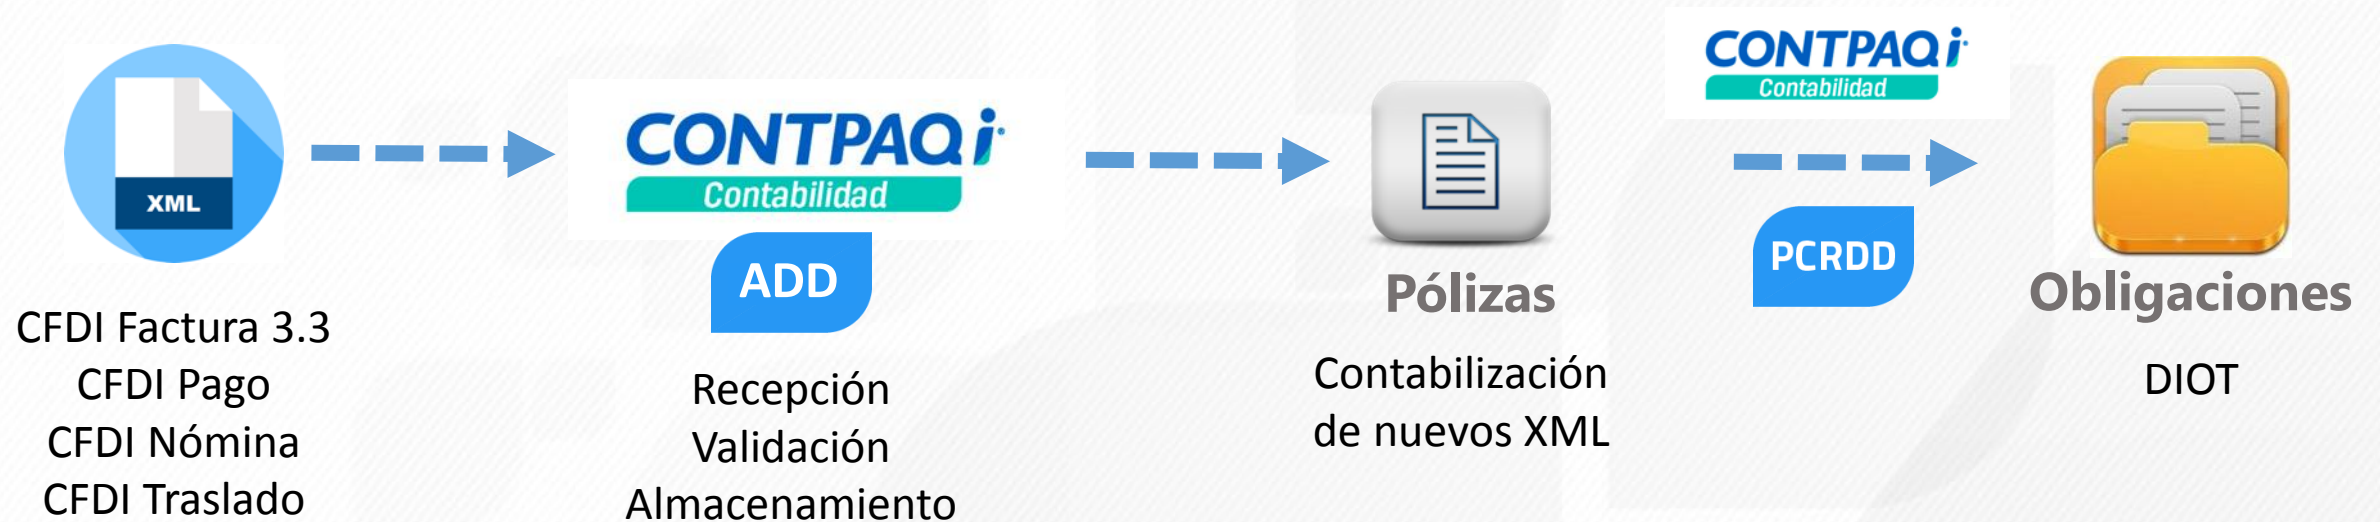 XML
CFDI Factura 3.3
CFDI Pago
CFDI Nómina
CFDI Traslado
CONTPAQi
Contabilidad
ADD
Recepción
Validación
Almacenamiento
Pólizas
Contabilización
de nuevos XML
CONTPAQi
Contabilidad
PCRDD
Obligaciones
DIOT